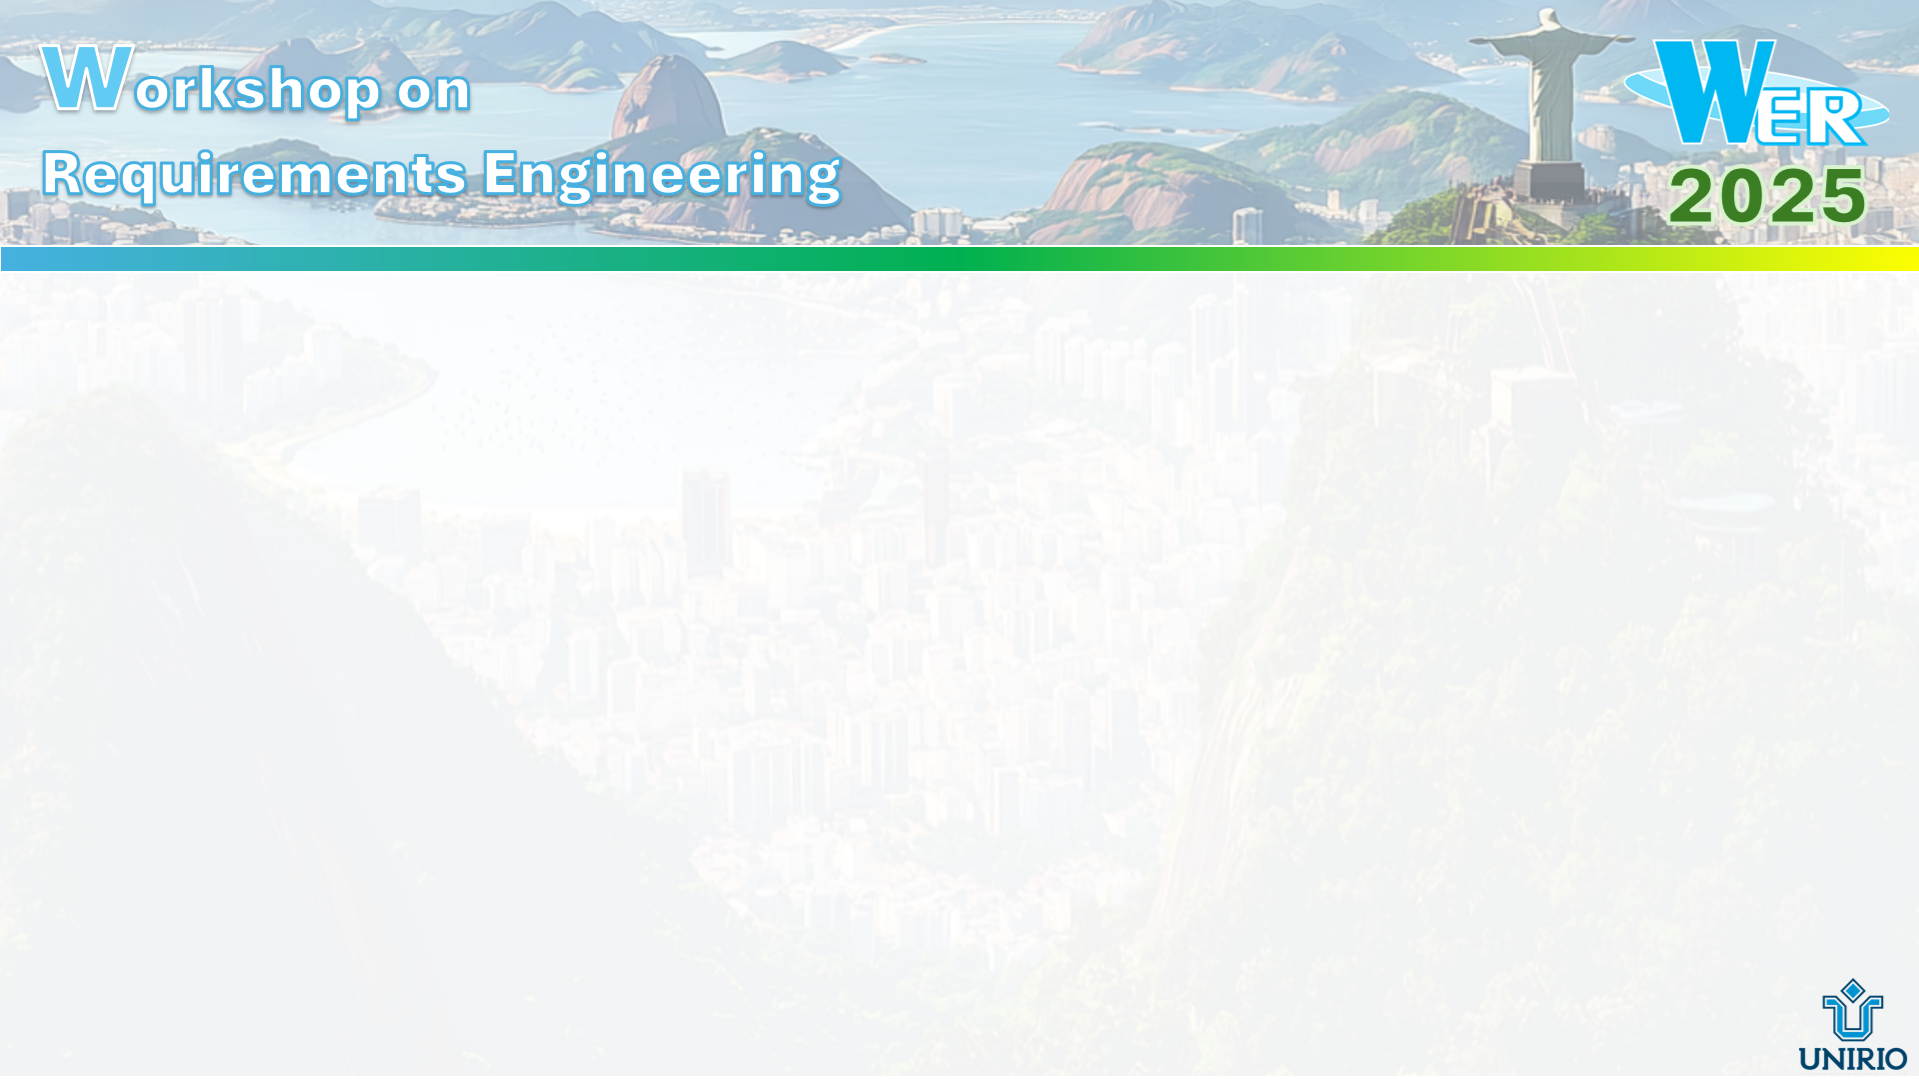 Workshop on
Requirements Engineering
WER
2025
UNIRIO